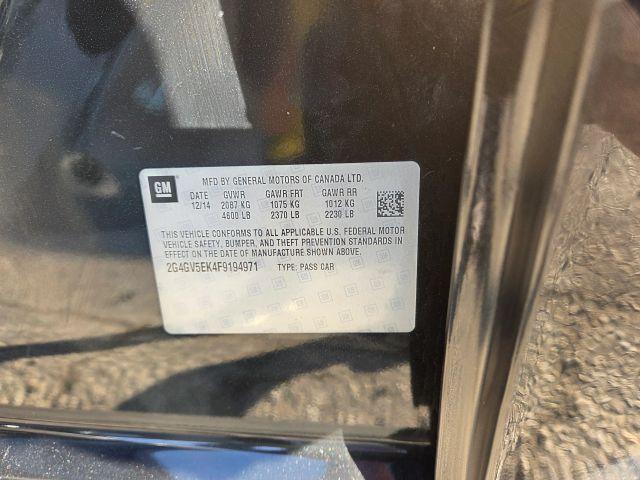 GM
MFD BY GENERAL MOTORS OF CANADA LTD.
DATE GVWR GAWR FRT GAWR RR
12/14 2087 KG 1075 KG 1012 KG
4600 LB 2370 LB 2230 LB
THIS VEHICLE CONFORMS TO ALL APPLICABLE U.S. FEDERAL MOTOR
VEHICLE SAFETY, BUMPER, AND THEFT PREVENTION STANDARDS IN
EFFECT ON THE DATE OF MANUFACTURE SHOWN ABOVE.
2G4GV5EK4F9194971 TYPE: PASS CAR